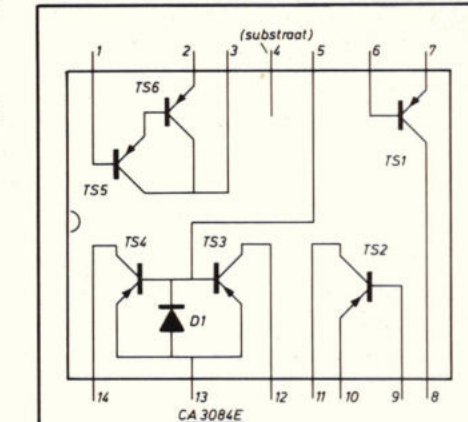 (substraat)
1 2 3 4 5 6 7
TS6
TS5
TS1
TS4 TS3 TS2
D1
14 13 12 11 10 9 8
CA 3084E